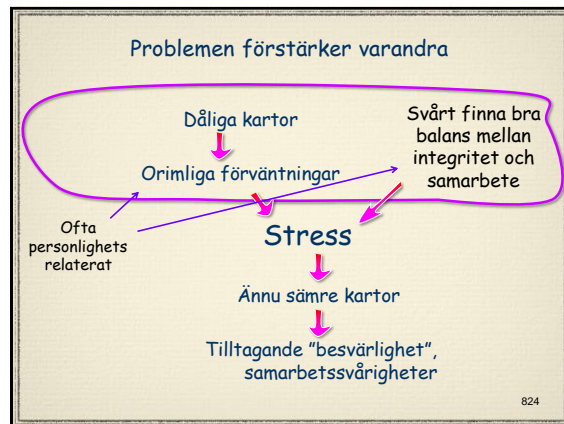 Problemen förstärker varandra
Dåliga kartor
Orimliga förväntningar
Svårt finna bra
balans mellan
integritet och
samarbete
Ofta
personlighets
relaterat
Stress
Ännu sämre kartor
Tilltagande ”besvärlighet”,
samarbetssvårigheter
824